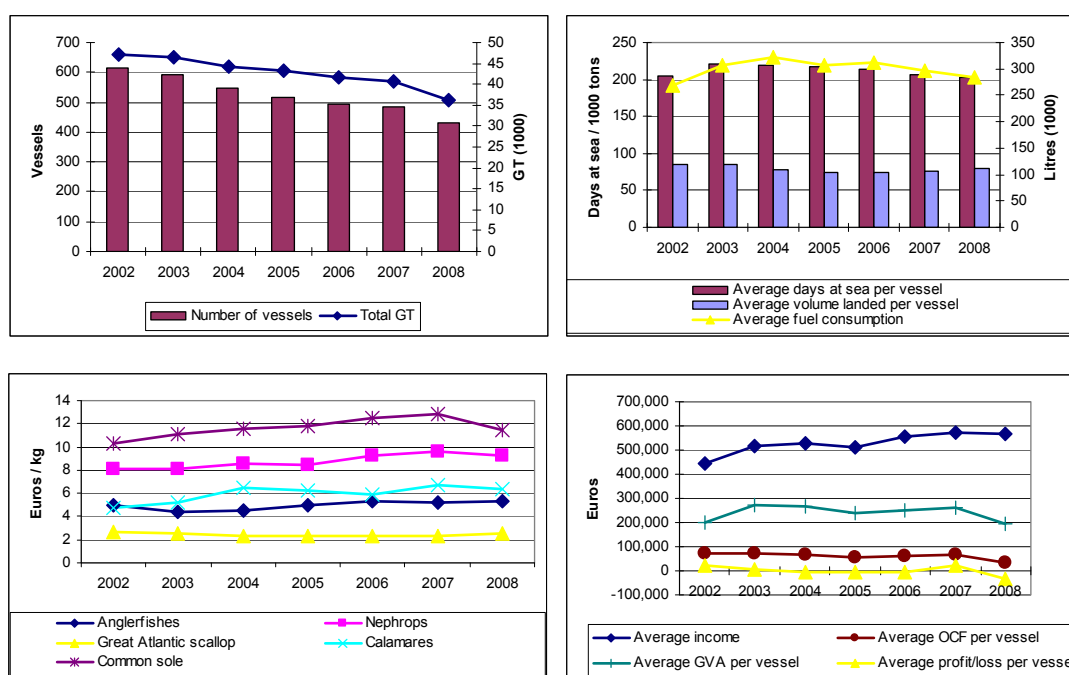 700
600
500
400
300
200
100
0
Vessels
50
45
40
35
30
25
20
15
10
5
0
GT (1000)
2002 2003 2004 2005 2006 2007 2008
Number of vessels Total GT
250
200
150
100
50
0
Days at sea / 1000 tons
350
300
250
200
150
100
50
0
Litres (1000)
2002 2003 2004 2005 2006 2007 2008
Average days at sea per vessel
Average volume landed per vessel
Average fuel consumption
14
12
10
8
6
4
2
0
Euros / kg
2002 2003 2004 2005 2006 2007 2008
Anglerfishes Nephrops
Great Atlantic scallop Calamares
Common sole
700,000
600,000
500,000
400,000
300,000
200,000
100,000
0
-100,000
Euros
2002 2003 2004 2005 2006 2007 2008
Average income Average OCF per vessel
Average GVA per vessel Average profit/loss per vesse